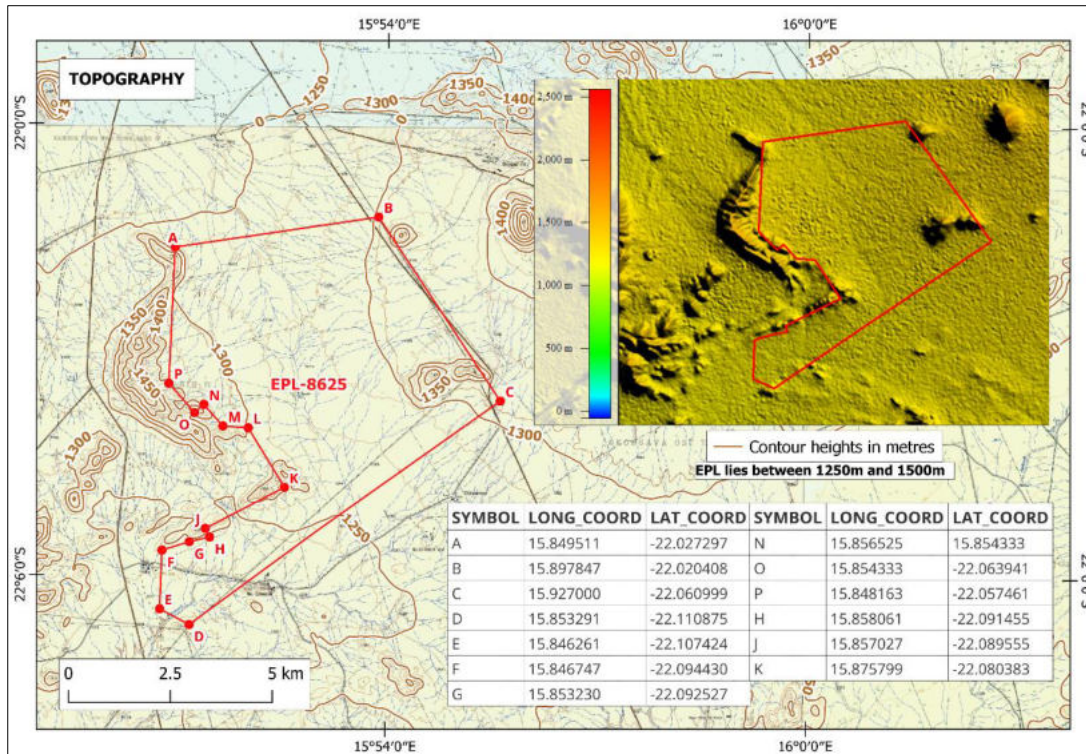 15°54'0"E
16°0'0"E
TOPOGRAPHY
1350
1250
1300
1350
1400
0
0
22°0'0"S
22°0'0"S
2,500 m
2,000 m
1,500 m
1,000 m
500 m
0 m
A
B
1400
1350
1400
1300
1450
P
N
O
M
L
EPL-8625
1350
C
1300
1300
K
J
H
G
F
E
D
1250
Contour heights in metres
EPL lies between 1250m and 1500m
SYMBOL LONG_COORD LAT_COORD SYMBOL LONG_COORD LAT_COORD
A 15.849511 -22.027297 N 15.856525 15.854333
B 15.897847 -22.020408 O 15.854333 -22.063941
C 15.927000 -22.060999 P 15.848163 -22.057461
D 15.853291 -22.110875 H 15.858061 -22.091455
E 15.846261 -22.107424 J 15.857027 -22.089555
F 15.846747 -22.094430 K 15.875799 -22.080383
G 15.853230 -22.092527
22°6'0"S
0 2.5 5 km
15°54'0"E
16°0'0"E